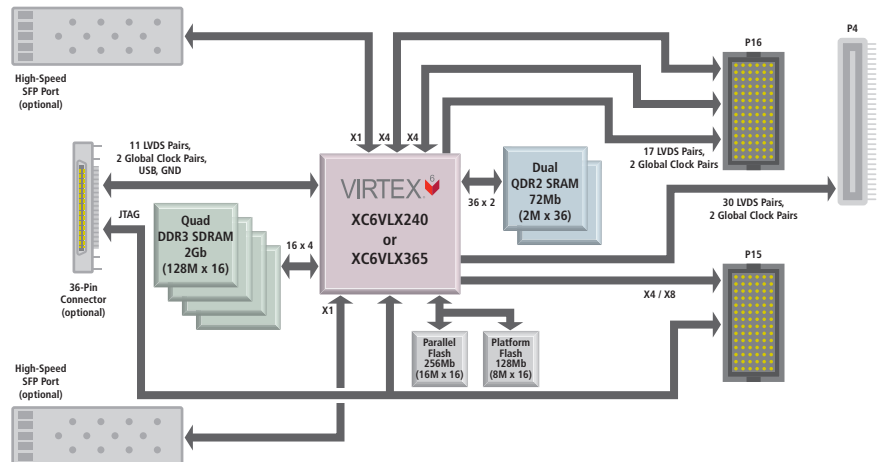 High-Speed
SFP Port
(optional)
11 LVDS Pairs,
2 Global Clock Pairs,
USB, GND
JTAG
36-Pin
Connector
(optional)
High-Speed
SFP Port
(optional)
Quad
DDR3 SDRAM
2Gb
(128M x 16)
16 x 4
X1
X4
X4
VIRTEX 6
XC6VLX240
or
XC6VLX365
X1
36 x 2
Dual
QDR2 SRAM
72Mb
(2M x 36)
Parallel
Flash
256Mb
(16M x 16)
Platform
Flash
128Mb
(8M x 16)
P16
17 LVDS Pairs,
2 Global Clock Pairs
P4
30 LVDS Pairs,
2 Global Clock Pairs
P15
X4 / X8